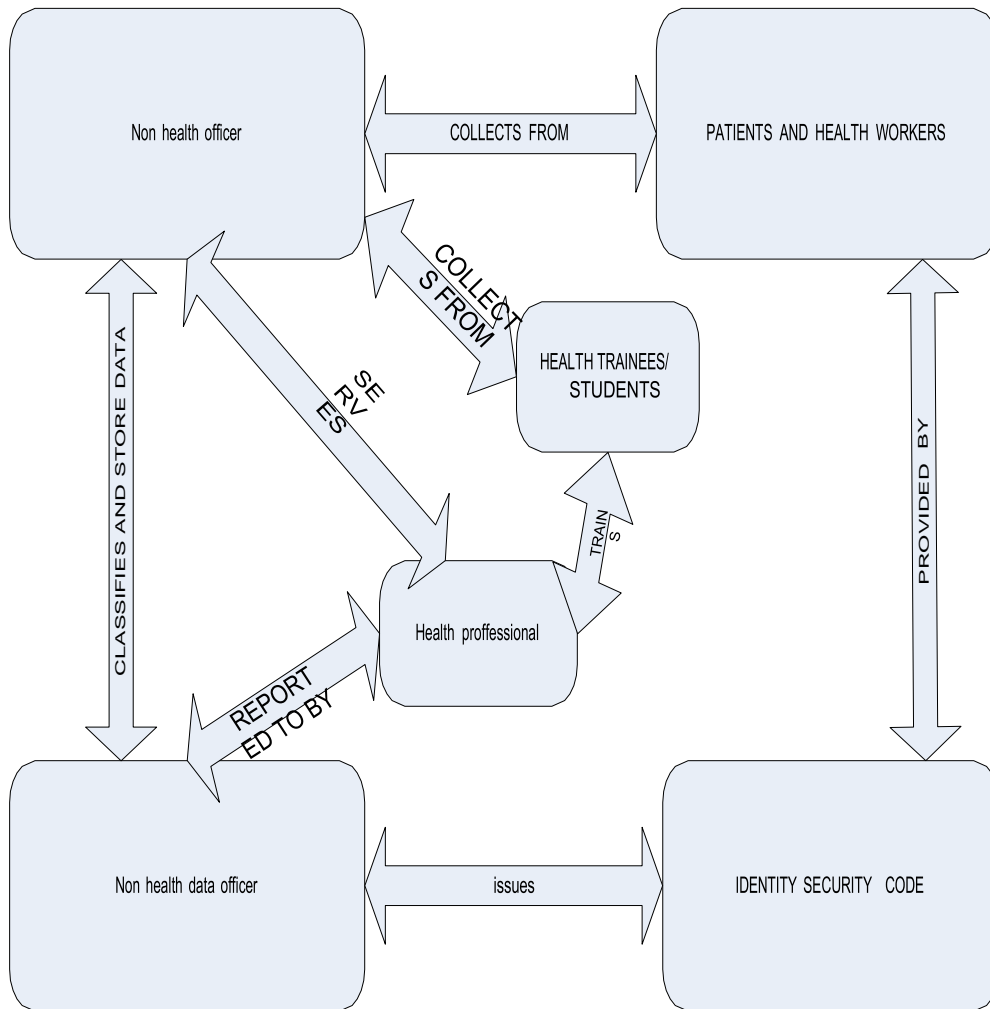 Non health officer
COLLECTS FROM
PATIENTS AND HEALTH WORKERS
COLLECT
S FROM
HEALTH TRAINEES/
STUDENTS
SE
RV
ES
CLASSIFIES AND STORE DATA
PROVIDED BY
TRAIN
S
Health proffessional
REPORT
ED TO BY
Non health data officer
issues
IDENTITY SECURITY CODE